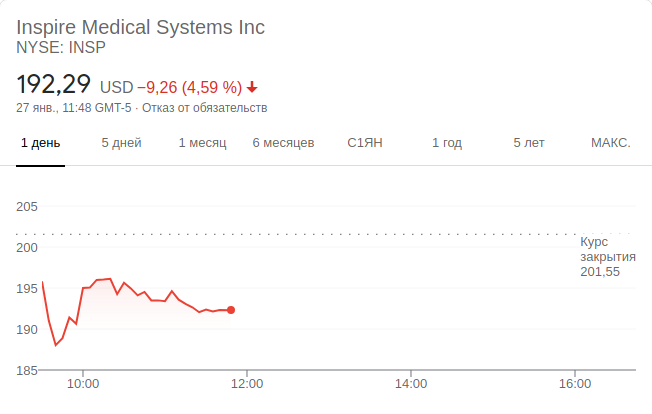 Inspire Medical Systems Inc
NYSE: INSP
192,29 USD −9,26 (4,59 %)
27 янв., 11:48 GMT-5 · Отказ от обязательств
1 день 5 дней 1 месяц 6 месяцев С1ЯН 1 год 5 лет МАКС.
205
200
Курс
закрытия
201,55
195
190
185
10:00 12:00 14:00 16:00